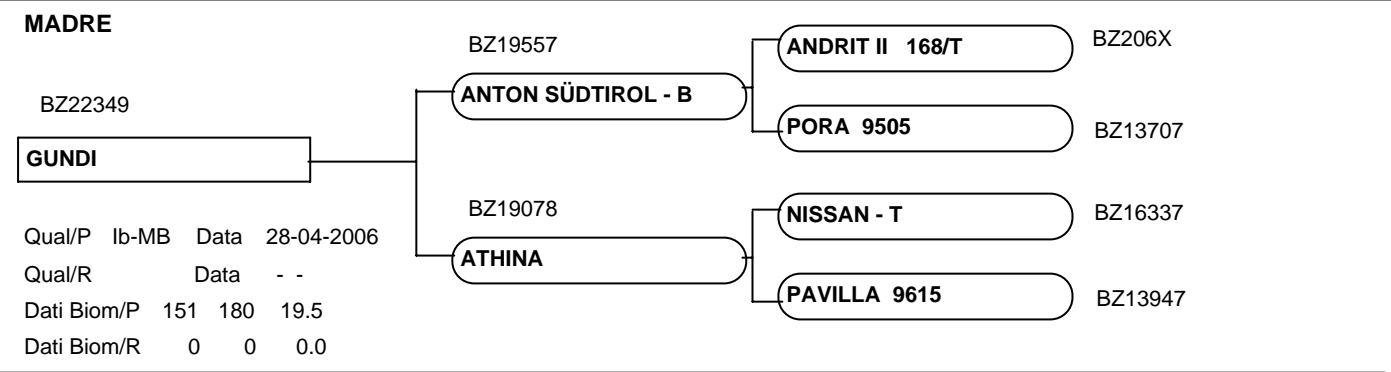 MADRE
BZ22349
GUNDI
Qual/P Ib-MB Data 28-04-2006
Qual/R Data - -
Dati Biom/P 151 180 19.5
Dati Biom/R 0 0 0.0
BZ19557
ANTON SÜDTIROL - B
BZ19078
ATHINA
ANDRIT II 168/T
BZ206X
PORA 9505
BZ13707
NISSAN - T
BZ16337
PAVILLA 9615
BZ13947